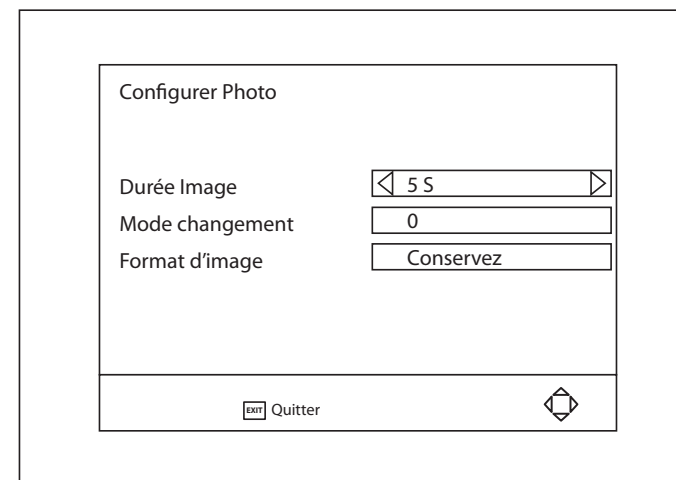 Configurer Photo
Durée Image 5 S
Mode changement 0
Format d'image Conservez
EXIT Quitter